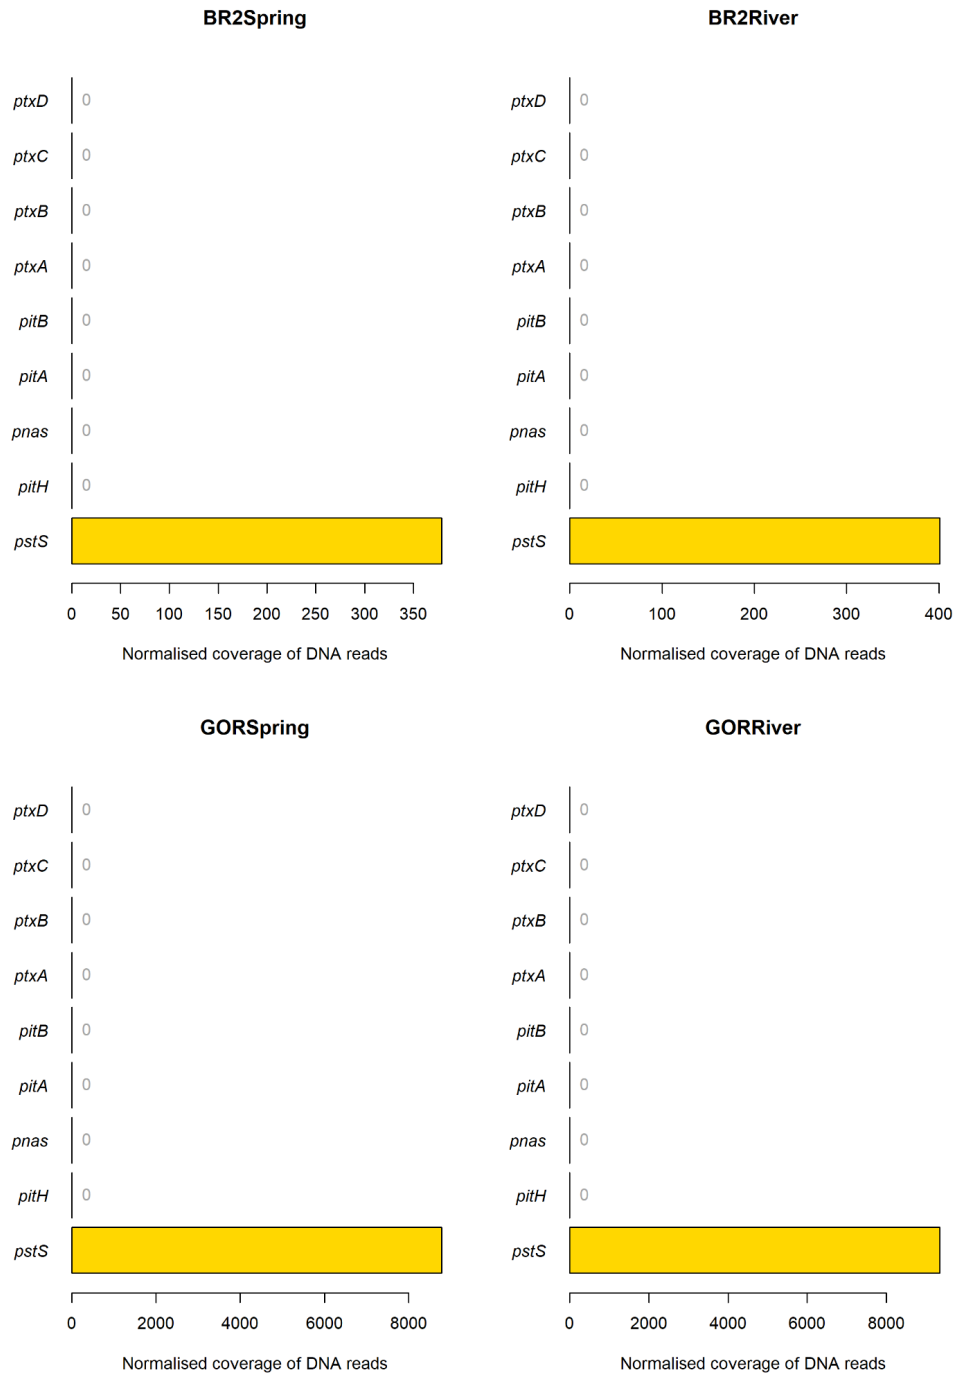 BR2Spring
ptxD 0
ptxC 0
ptxB 0
ptxA 0
pitB 0
pitA 0
pnas 0
pitH 0
pstS
0 50 100 150 200 250 300 350
Normalised coverage of DNA reads
BR2River
ptxD 0
ptxC 0
ptxB 0
ptxA 0
pitB 0
pitA 0
pnas 0
pitH 0
pstS
0 100 200 300 400
Normalised coverage of DNA reads
GORSpring
ptxD 0
ptxC 0
ptxB 0
ptxA 0
pitB 0
pitA 0
pnas 0
pitH 0
pstS
0 2000 4000 6000 8000
Normalised coverage of DNA reads
GORRiver
ptxD 0
ptxC 0
ptxB 0
ptxA 0
pitB 0
pitA 0
pnas 0
pitH 0
pstS
0 2000 4000 6000 8000
Normalised coverage of DNA reads